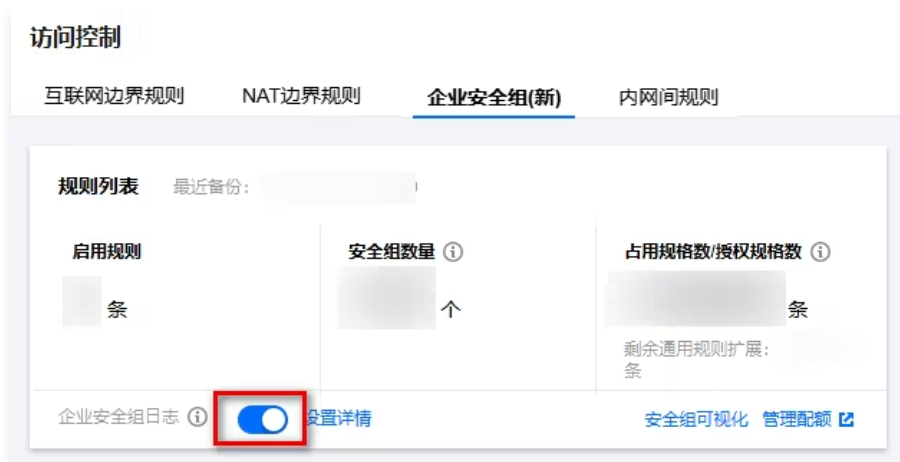 访问控制
互联网边界规则 NAT边界规则 企业安全组(新) 内网间规则
规则列表 最近备份:
启用规则 安全组数量 占用规格数/授权规格数
条 个 条
剩余通用规则扩展:
条
企业安全组日志 设置详情 安全组可视化 管理配额